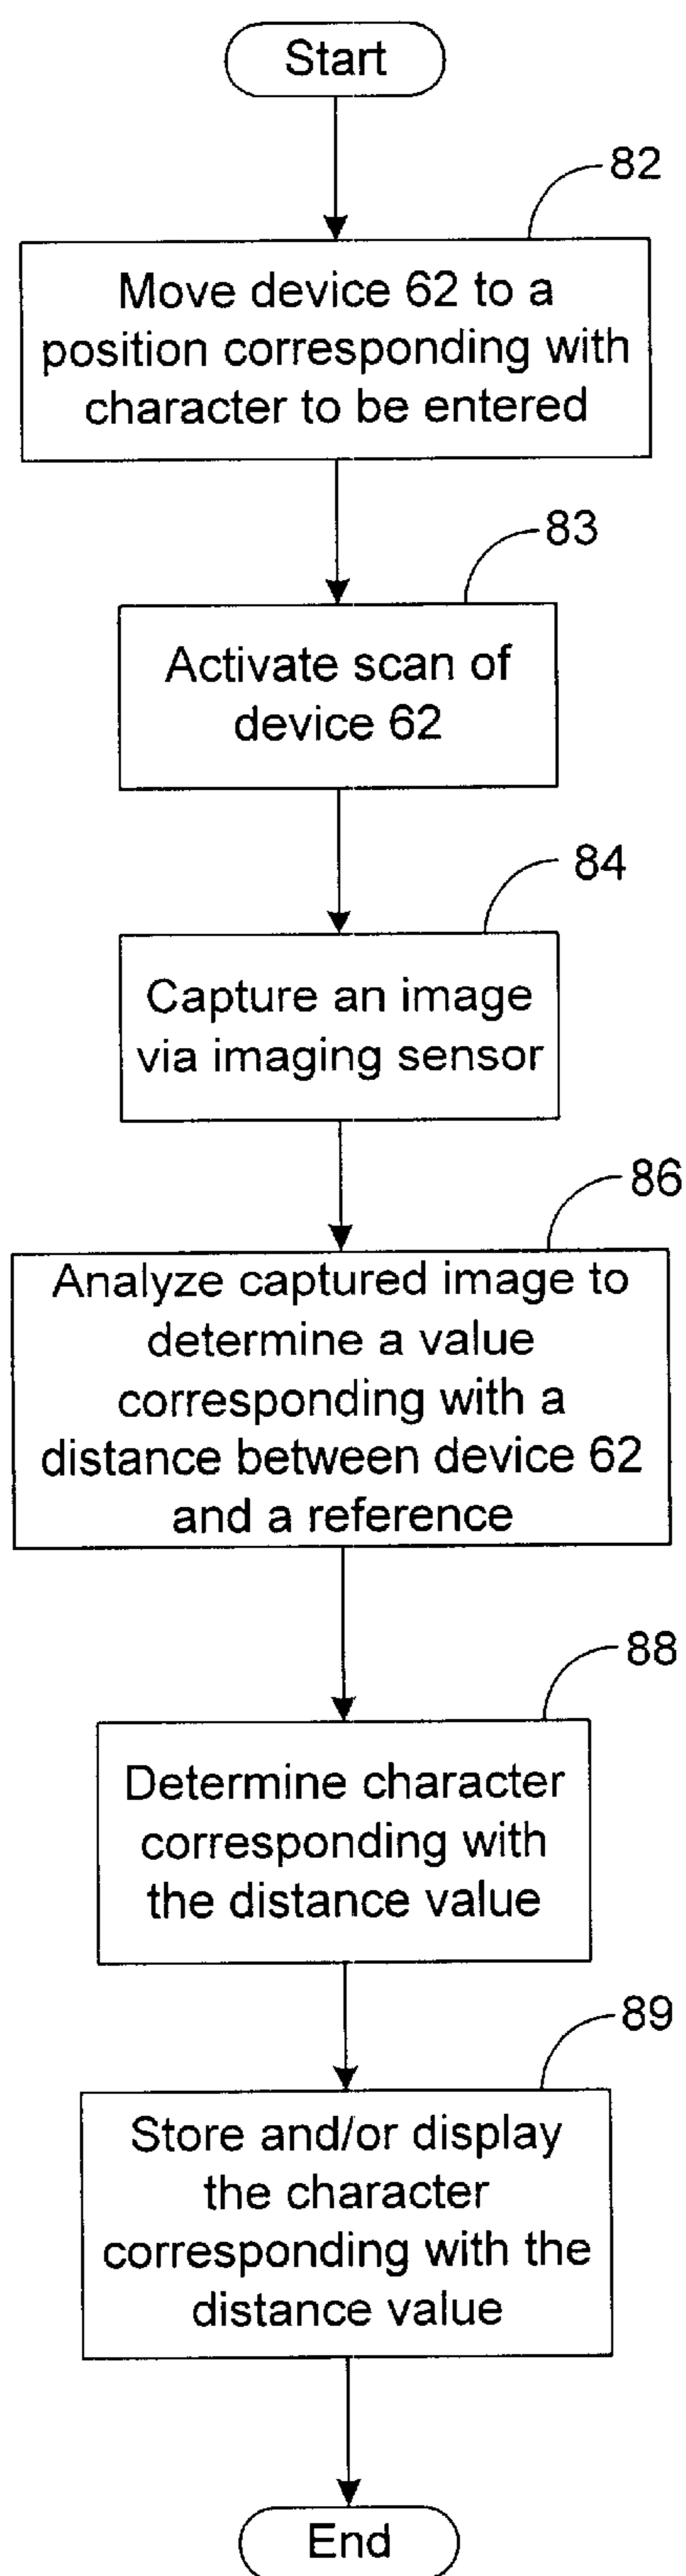 Start
82
Move device 62 to a
position corresponding with
character to be entered
83
Activate scan of
device 62
84
Capture an image
via imaging sensor
86
Analyze captured image to
determine a value
corresponding with a
distance between device 62
and a reference
88
Determine character
corresponding with
the distance value
89
Store and/or display
the character
corresponding with the
distance value
End